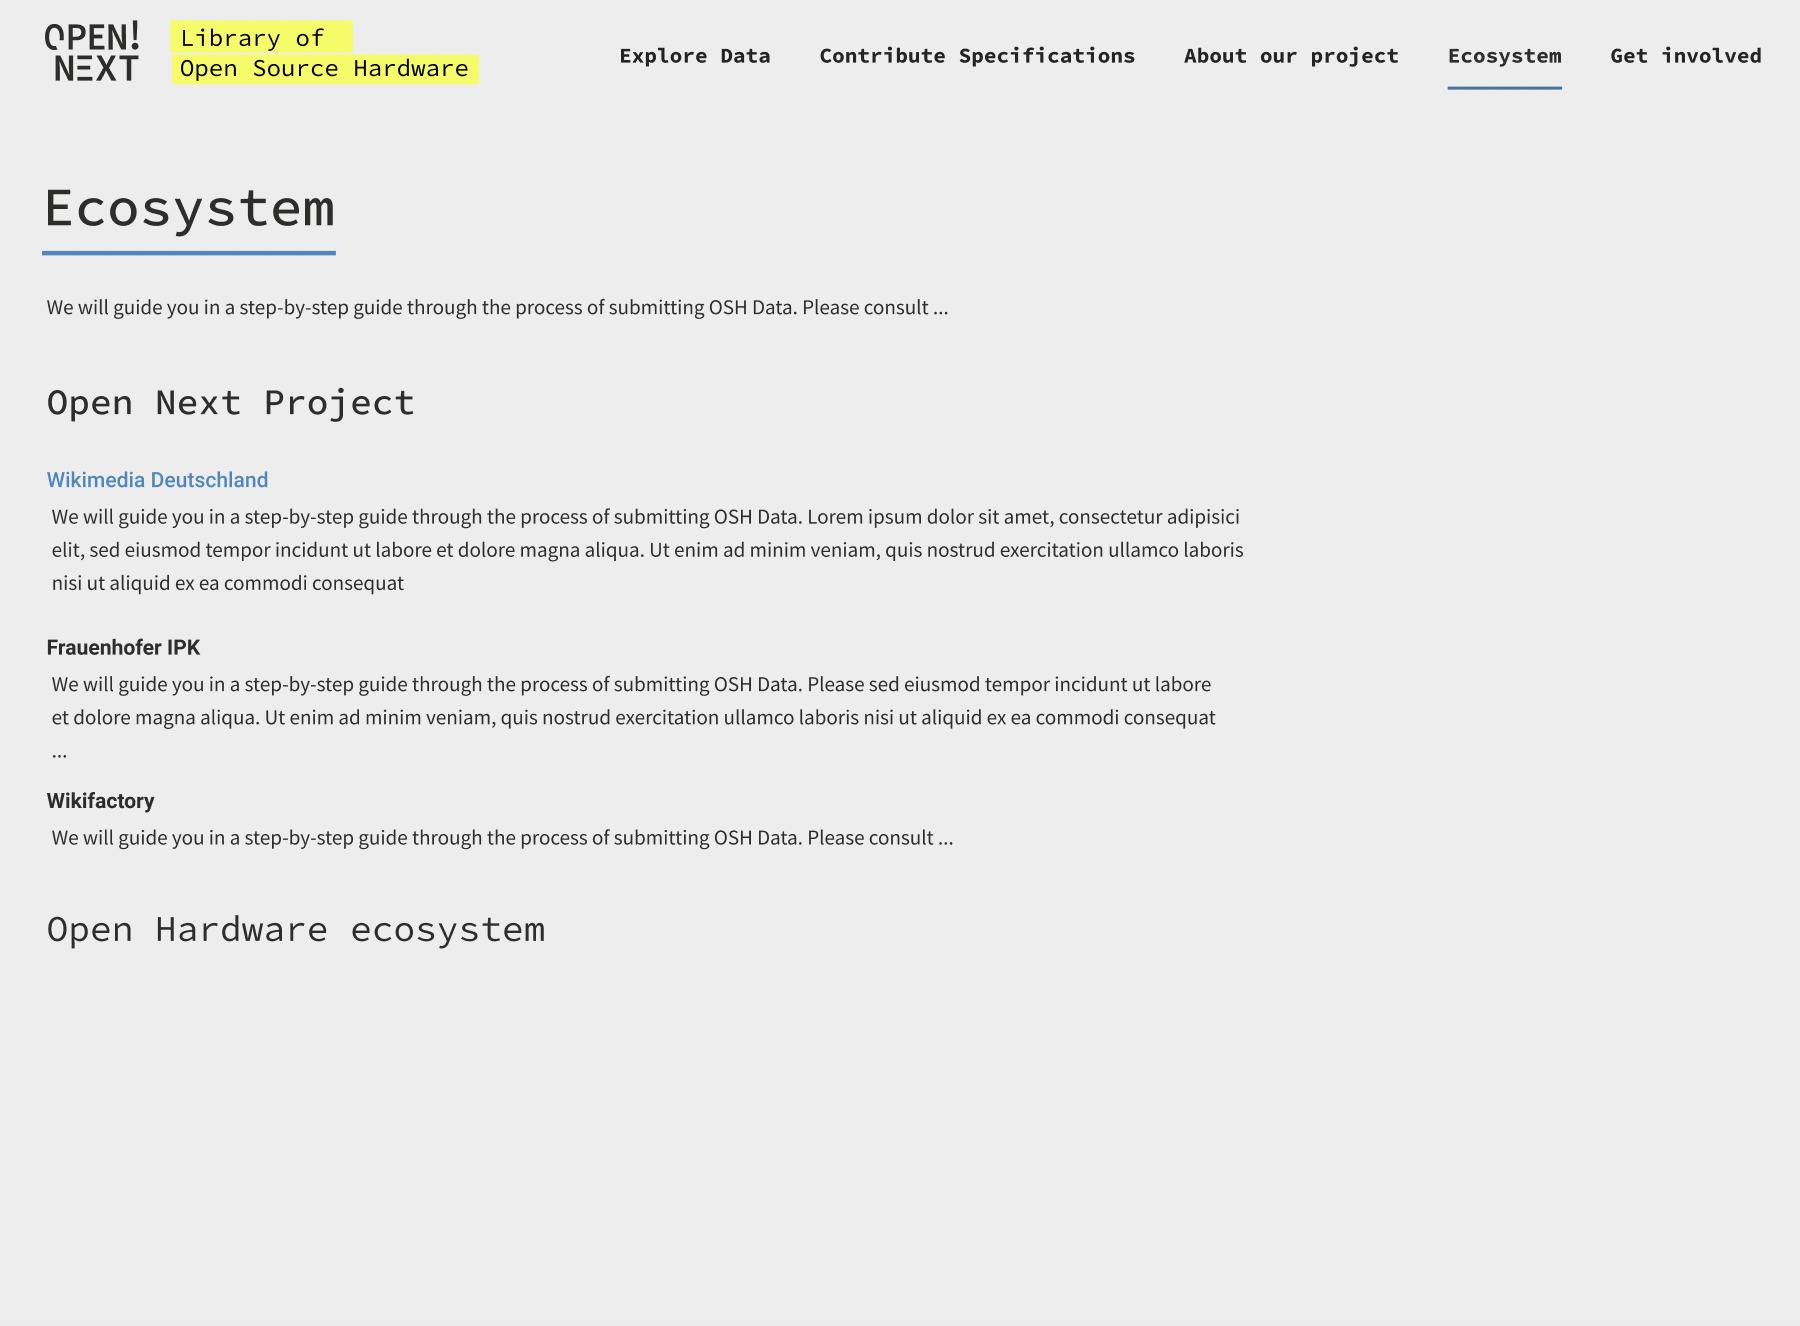 OPEN!
NEXT
Library of
Open Source Hardware
Explore Data
Contribute Specifications
About our project
Ecosystem
Get involved
Ecosystem
We will guide you in a step-by-step guide through the process of submitting OSH Data. Please consult ...
Open Next Project
Wikimedia Deutschland
We will guide you in a step-by-step guide through the process of submitting OSH Data. Lorem ipsum dolor sit amet, consectetur adipisici
elit, sed eiusmod tempor incidunt ut labore et dolore magna aliqua. Ut enim ad minim veniam, quis nostrud exercitation ullamco laboris
nisi ut aliquid ex ea commodi consequat
Frauenhofer IPK
We will guide you in a step-by-step guide through the process of submitting OSH Data. Please sed eiusmod tempor incidunt ut labore
et dolore magna aliqua. Ut enim ad minim veniam, quis nostrud exercitation ullamco laboris nisi ut aliquid ex ea commodi consequat
...
Wikifactory
We will guide you in a step-by-step guide through the process of submitting OSH Data. Please consult ...
Open Hardware ecosystem